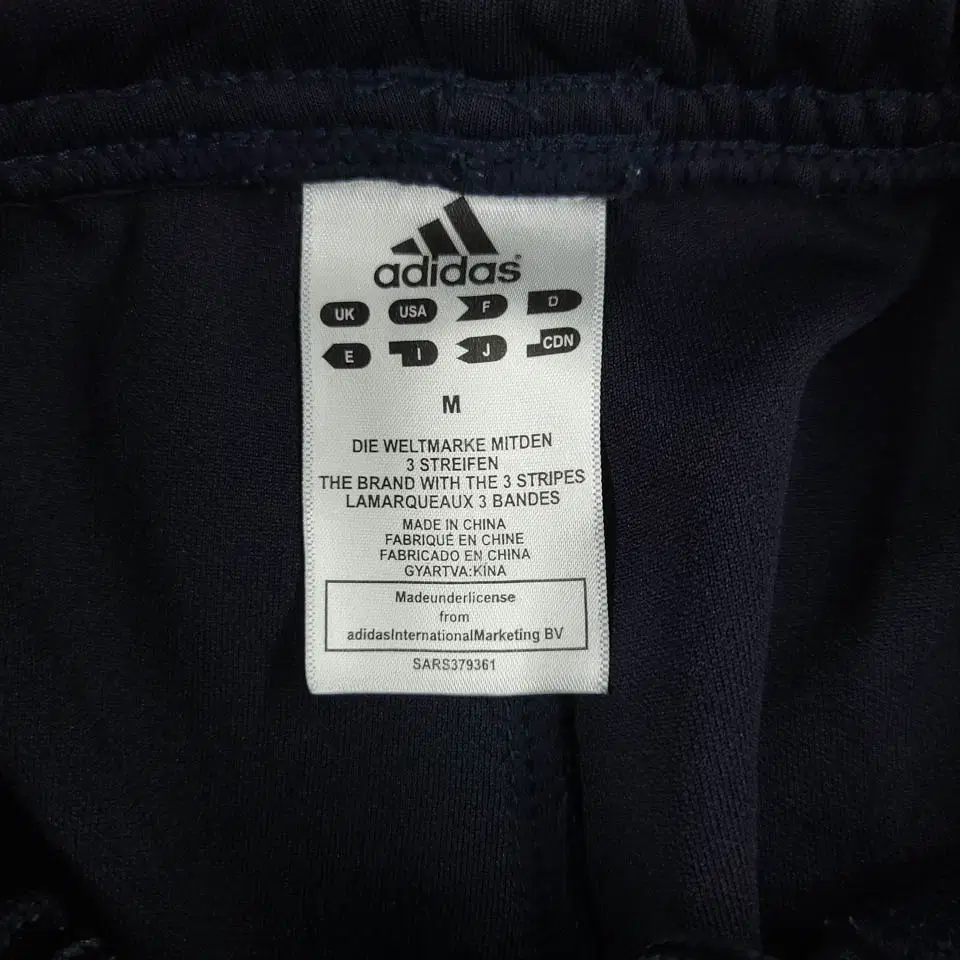 adidas®
UK USA F D
E I J CDN
M
DIE WELTMARKE MITDEN
3 STREIFEN
THE BRAND WITH THE 3 STRIPES
LAMARQUEAUX 3 BANDES
MADE IN CHINA
FABRIQUÉ EN CHINE
FABRICADO EN CHINA
GYARTVA:KINA
Madeunderlicense
from
adidasInternationalMarketing BV
SARS379361